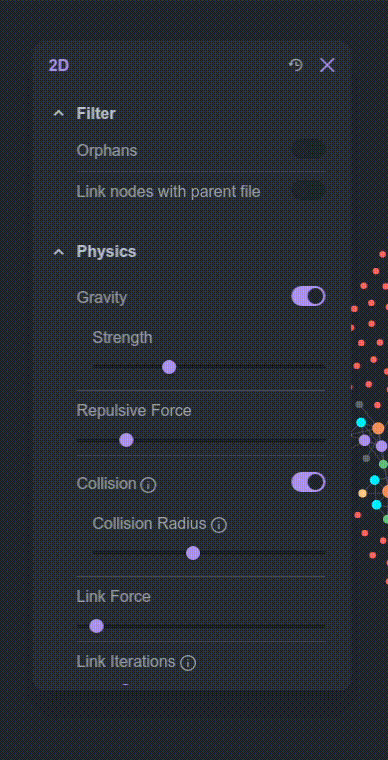 2D
Filter
Orphans
Link nodes with parent file
Physics
Gravity
Strength
Repulsive Force
Collision
Collision Radius
Link Force
Link Iterations